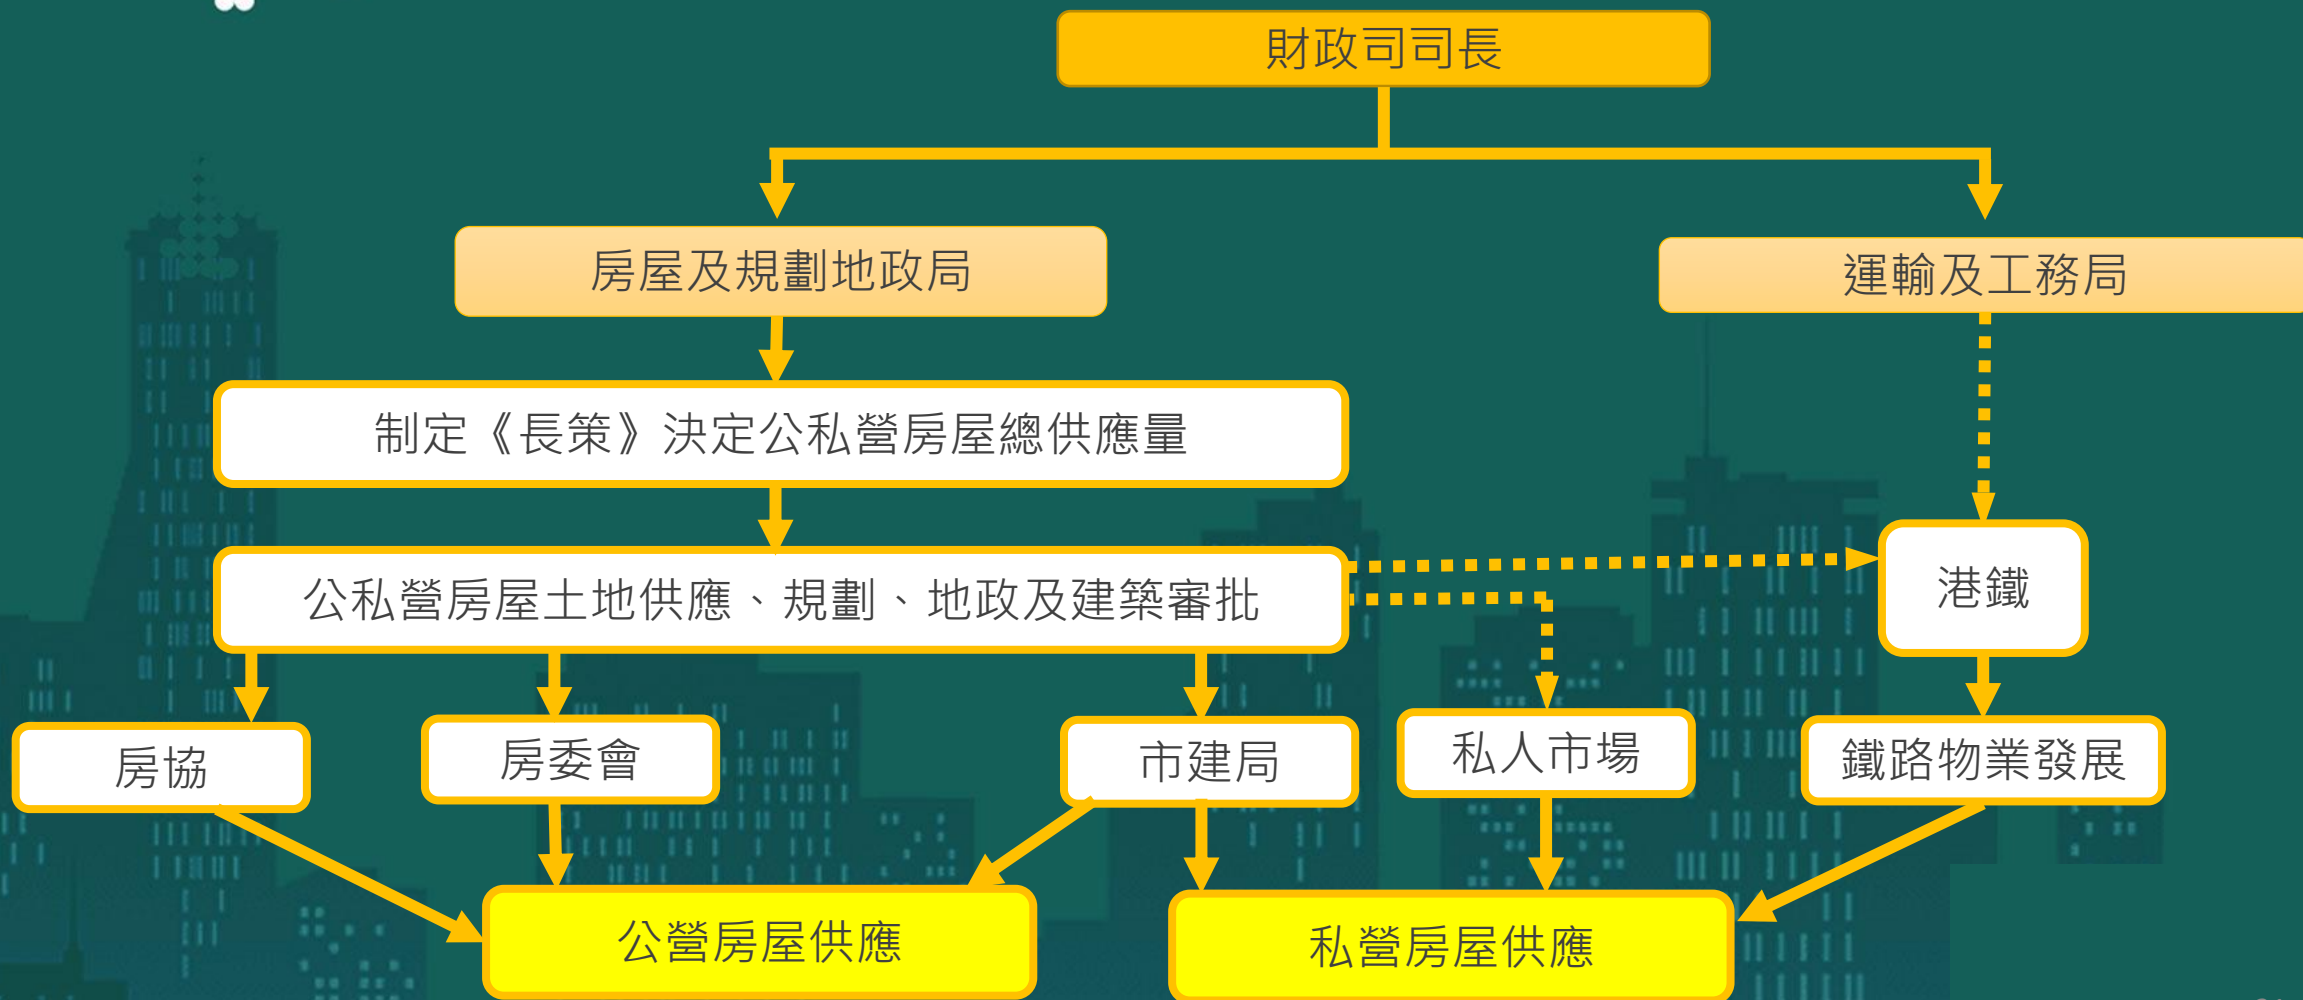 財政司司長
房屋及規劃地政局
運輸及工務局
制定《長策》決定公私營房屋總供應量
公私營房屋土地供應、規劃、地政及建築審批
港鐵
房協
房委會
市建局
私人市場
鐵路物業發展
公營房屋供應
私營房屋供應